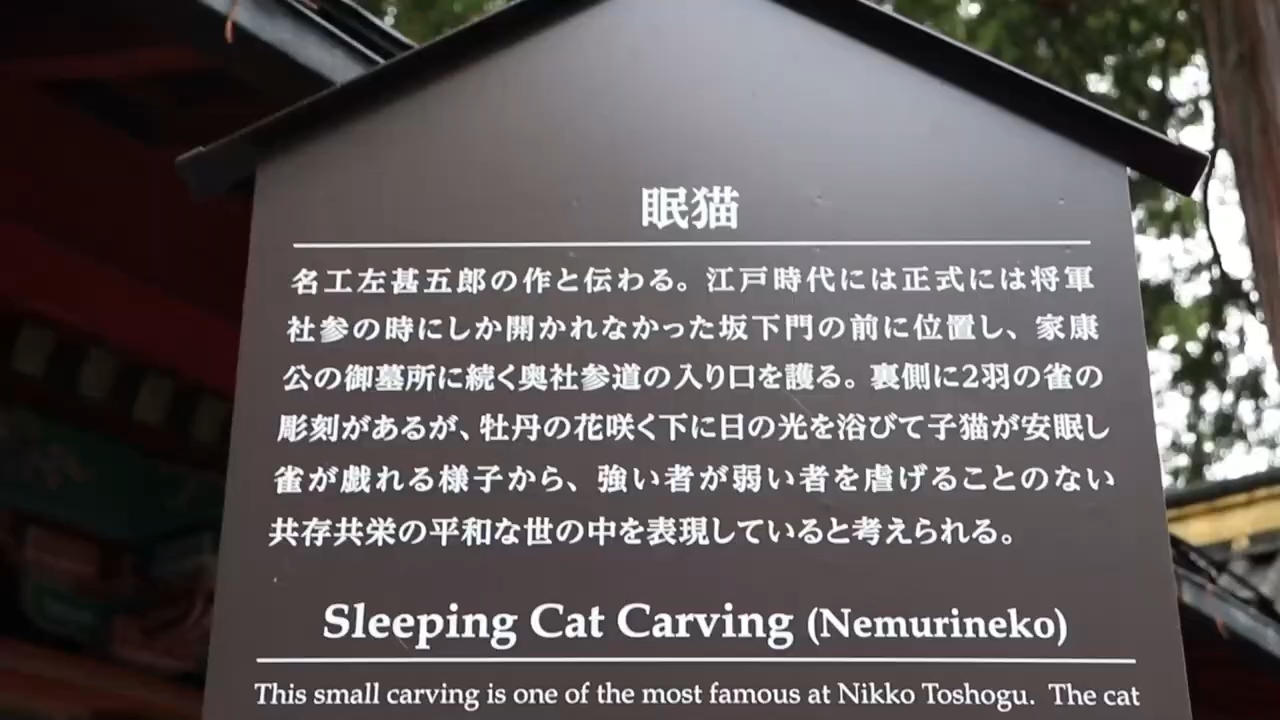 眠猫
名工左甚五郎の作と伝わる。江戸時代には正式には将軍
社参の時にしか開かれなかった坂下門の前に位置し、家康
公の御墓所に続く奥社参道の入り口を護る。裏側に2羽の雀の
彫刻があるが、牡丹の花咲く下に日の光を浴びて子猫が安眠し
雀が戯れる様子から、強い者が弱い者を虐げることのない
共存共栄の平和な世の中を表現していると考えられる。
Sleeping Cat Carving (Nemurineko)
This small carving is one of the most famous at Nikko Toshogu. The cat